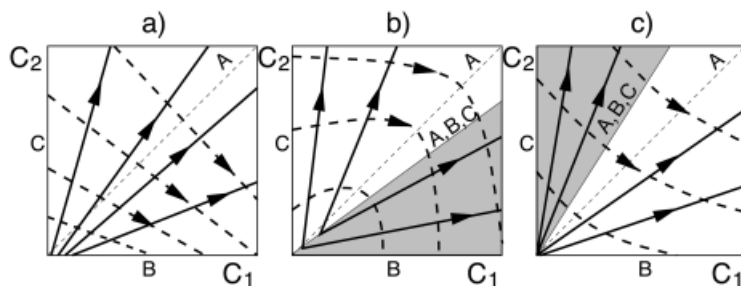 a) b) c)
C2 A C2 A C2 A
A,B,C A,B,C
C C C
B C1 B C1 B C1